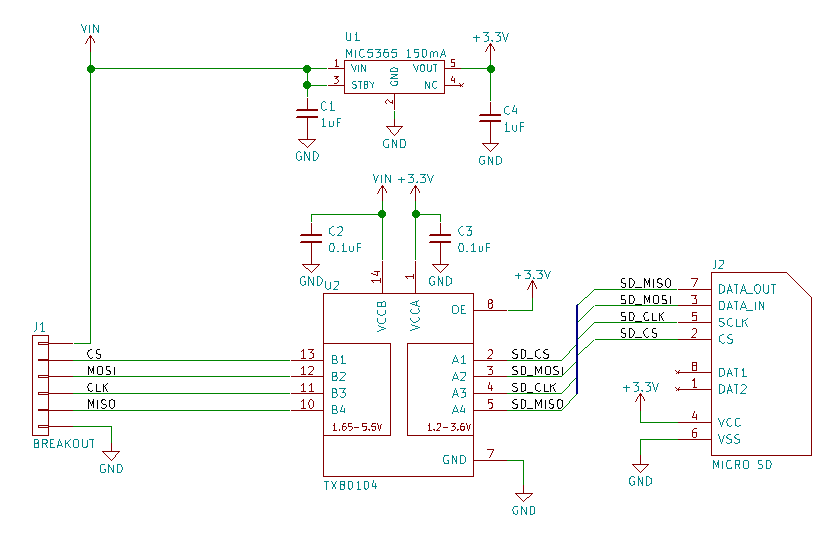 VIN
U1
MIC5365 150mA
+3.3V
1 VIN GND VOUT 5
3 STBY NC 4
2
C1
1uF
GND
GND
C4
1uF
GND
VIN +3.3V
C2
0.1uF
GND
C3
0.1uF
GND
14
1
U2
VCCB
VCCA
OE 8
+3.3V
J1
CS 13 B1
MOSI 12 B2
CLK 11 B3
MISO 10 B4
1.65-5.5V
A1 2 SD_CS
A2 3 SD_MOSI
A3 4 SD_CLK
A4 5 SD_MISO
1.2-3.6V
BREAKOUT
GND
GND 7
TXB0104
GND
J2
SD_MISO 7 DATA_OUT
SD_MOSI 3 DATA_IN
SD_CLK 5 SCLK
SD_CS 2 CS
8 DAT1
1 DAT2
+3.3V
4 VCC
6 VSS
GND
MICRO SD